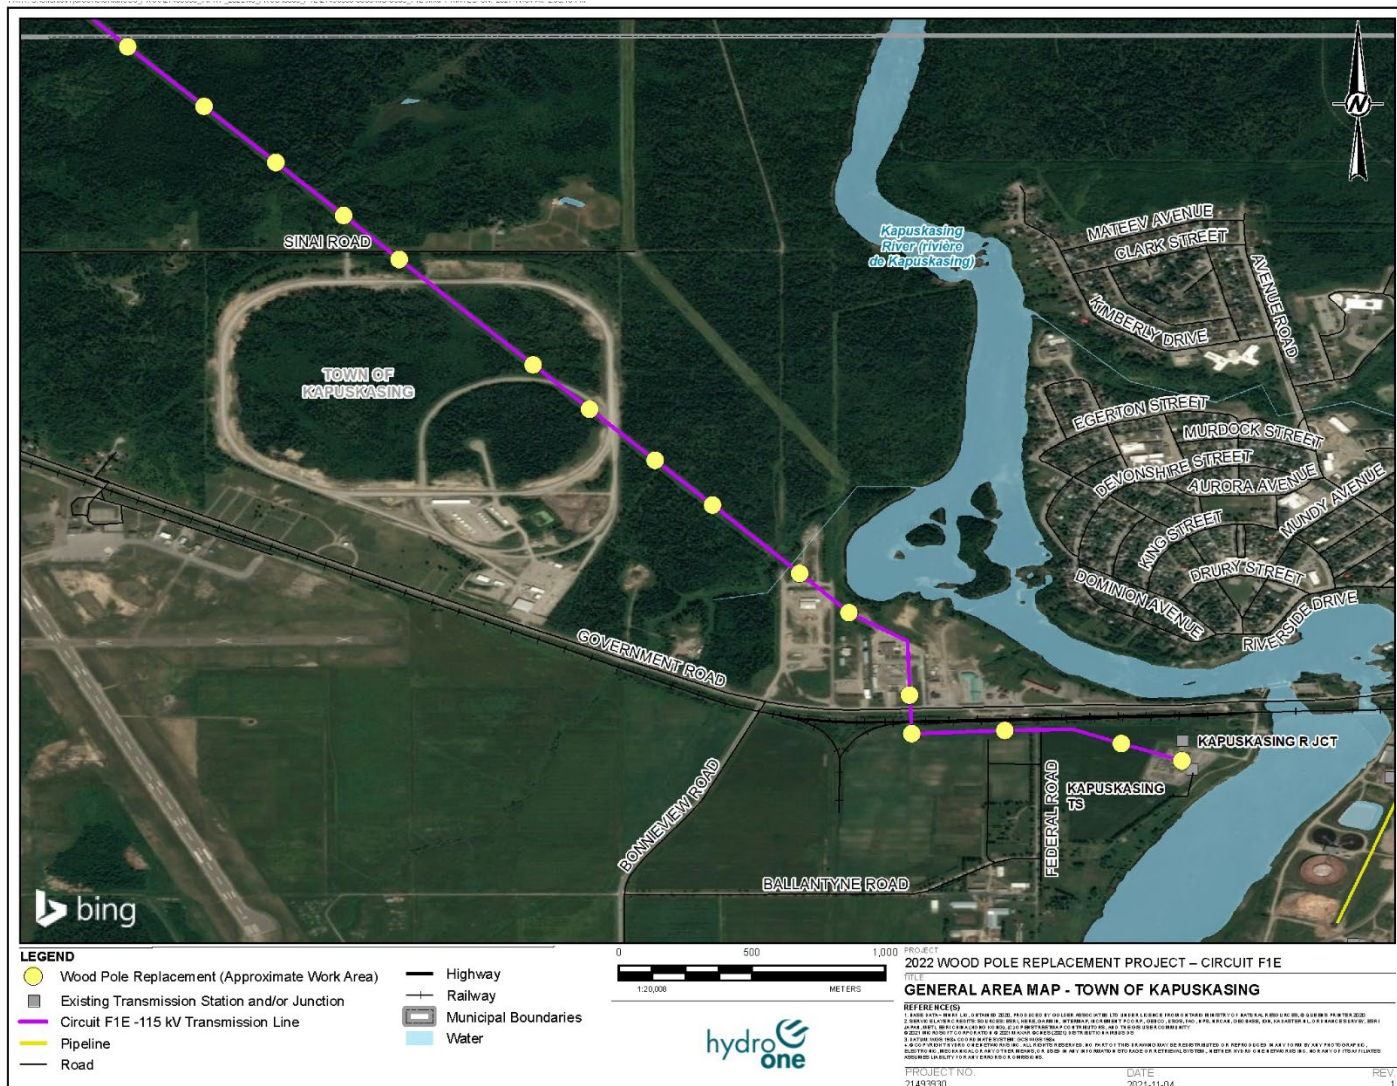 SINAI ROAD
TOWN OF
KAPUSKASING
Kapuskasing
River (rivière
de Kapuskasing)
N
MATEEV AVENUE
CLARK STREET
AVENUE ROAD
KIMBERLY DRIVE
EGERTON STREET
MURDOCK STREET
DEVONSHIRE STREET
AURORA AVENUE
MUNDY AVENUE
KING STREET
DRURY STREET
DOMINION AVENUE
RIVERSIDE DRIVE
GOVERNMENT ROAD
BONNIEVIEW ROAD
FEDERAL ROAD
BALLANTYNE ROAD
KAPUSKASING R JCT
KAPUSKASING
TS
bing
LEGEND
Wood Pole Replacement (Approximate Work Area)
Existing Transmission Station and/or Junction
Circuit F1E -115 kV Transmission Line
Pipeline
Road
Highway
Railway
Municipal Boundaries
Water
0 500 1,000
1:20,008 METERS
hydro
one
PROJECT
2022 WOOD POLE REPLACEMENT PROJECT – CIRCUIT F1E
TITLE
GENERAL AREA MAP - TOWN OF KAPUSKASING
REFERENCE(S)
PROJECT NO. DATE REV.
21493930 2021-11-04